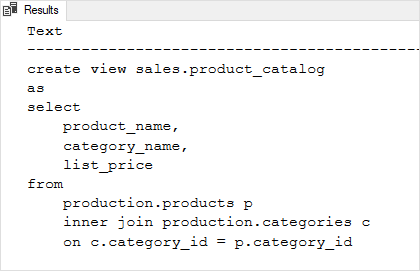 Results
Text
------------------------------------------------
create view sales.product_catalog
as
select
    product_name,
    category_name,
    list_price
from
    production.products p
    inner join production.categories c
    on c.category_id = p.category_id